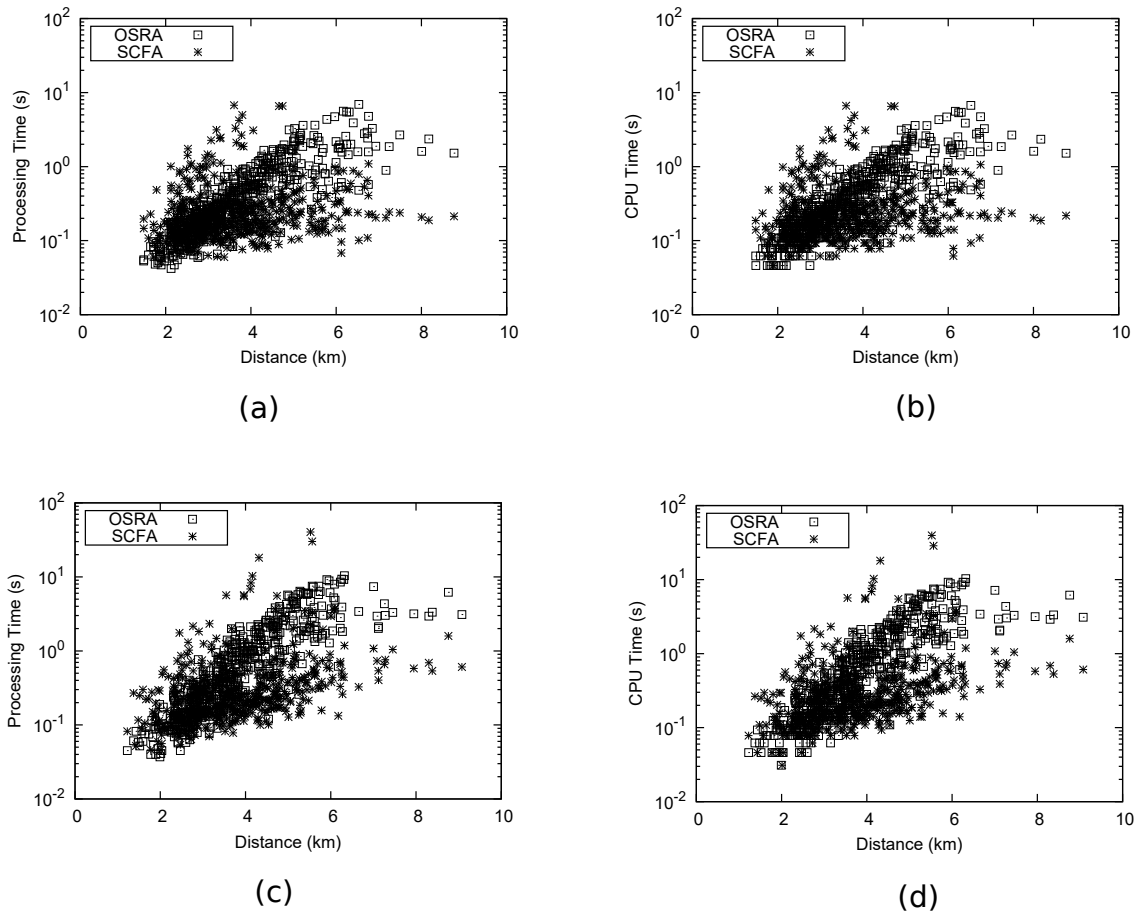 10^2
10^1
10^0
10^-1
10^-2
Processing Time (s)
OSRA
SCFA
0 2 4 6 8 10
Distance (km)
(a)
10^2
10^1
10^0
10^-1
10^-2
CPU Time (s)
OSRA
SCFA
0 2 4 6 8 10
Distance (km)
(b)
10^2
10^1
10^0
10^-1
10^-2
Processing Time (s)
OSRA
SCFA
0 2 4 6 8 10
Distance (km)
(c)
10^2
10^1
10^0
10^-1
10^-2
CPU Time (s)
OSRA
SCFA
0 2 4 6 8 10
Distance (km)
(d)